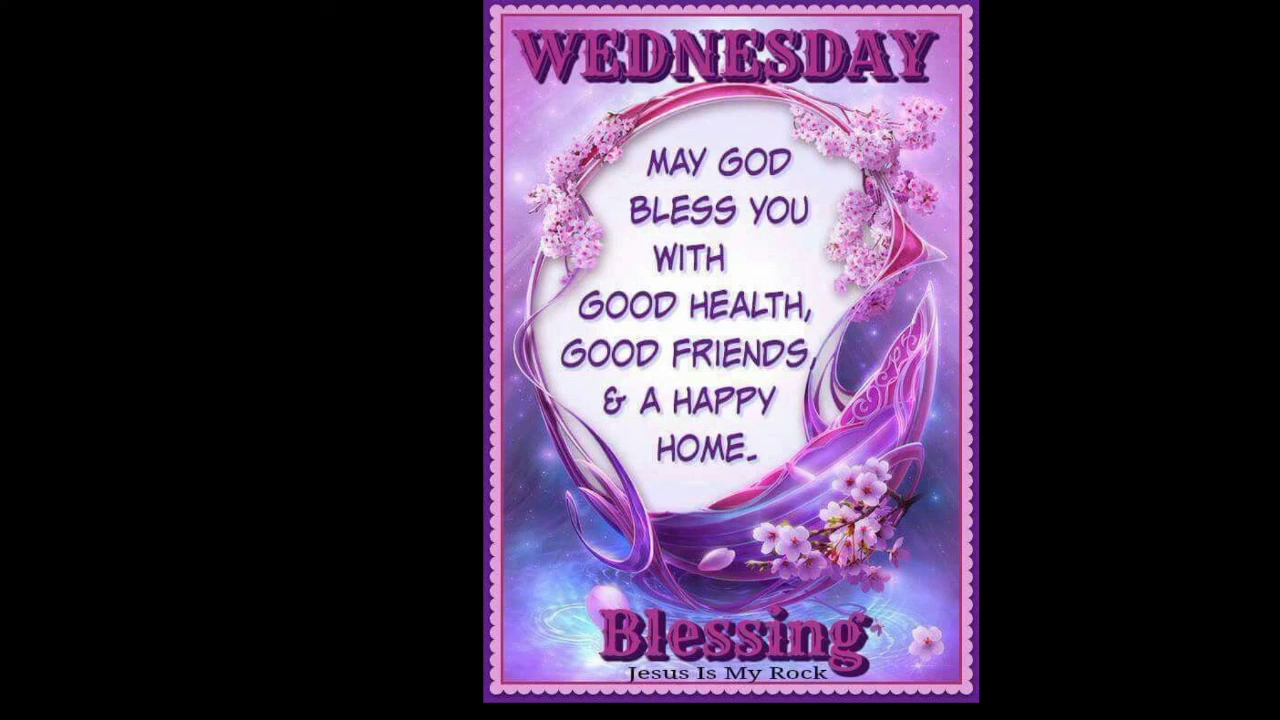 WEDNESDAY
MAY GOD
BLESS YOU
WITH
GOOD HEALTH,
GOOD FRIENDS,
& A HAPPY
HOME.
Blessing
Jesus Is My Rock